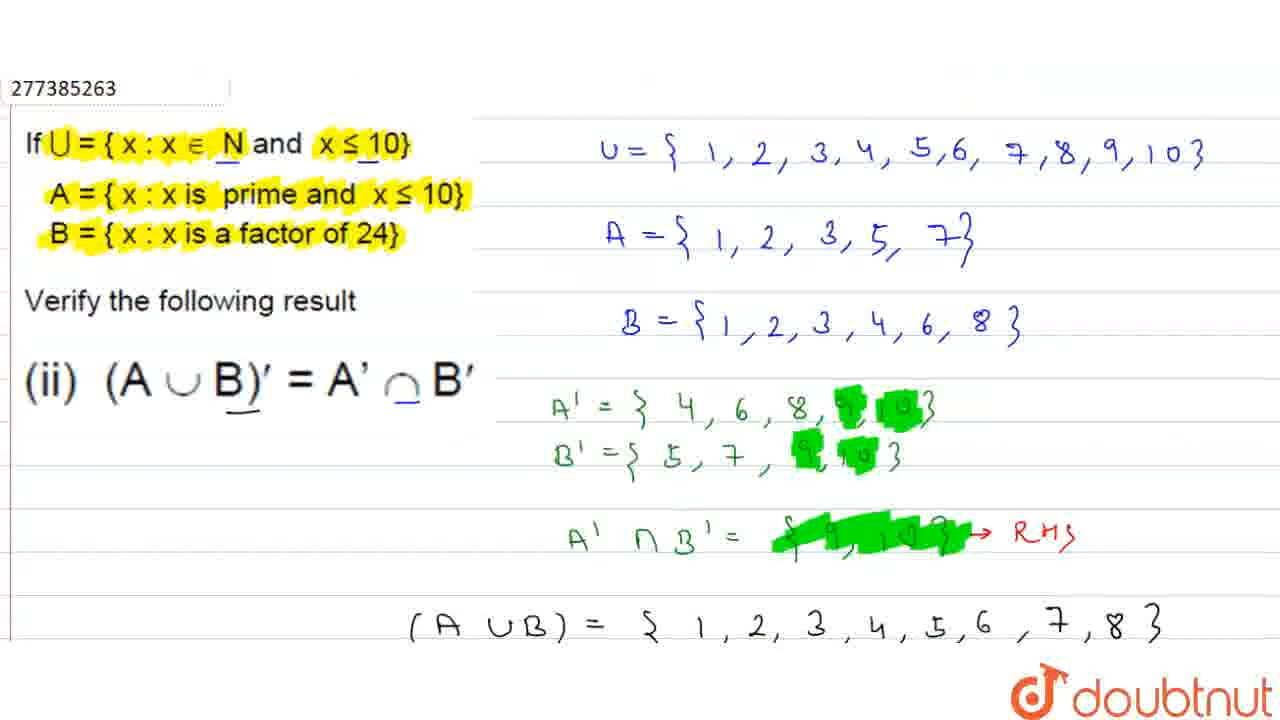 277385263
If U = { x : x ∈ N and x ≤ 10}
A = { x : x is prime and x ≤ 10}
B = { x : x is a factor of 24}
Verify the following result
(ii) (A ∪ B)′ = A’ ∩ B′
U = { 1, 2, 3, 4, 5, 6, 7, 8, 9, 10 }
A = { 1, 2, 3, 5, 7 }
B = { 1, 2, 3, 4, 6, 8 }
A' = { 4, 6, 8, 9, 10 }
B' = { 5, 7, 9, 10 }
A' ∩ B' = { 9, 10 } → RHS
(A ∪ B) = { 1, 2, 3, 4, 5, 6, 7, 8 }
doubtnut